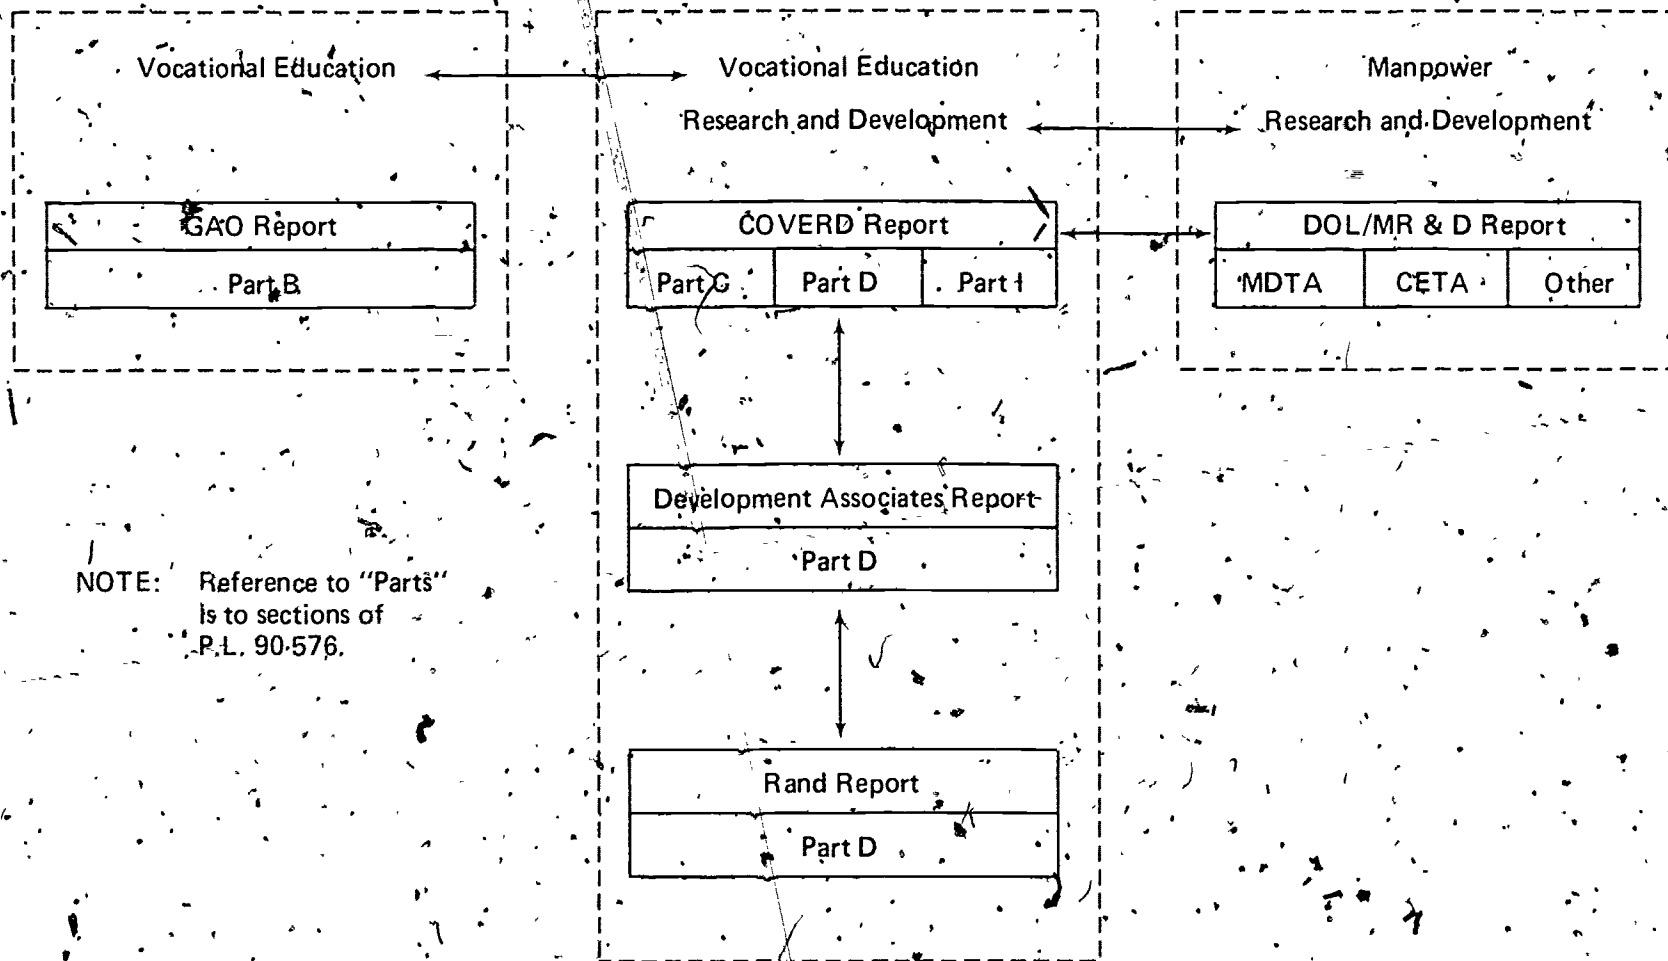 Vocational Education
GAO Report
Part B
Vocational Education
Research and Development
COVERD Report
Part C Part D Part I
Development Associates Report
Part D
Rand Report
Part D
Manpower
Research and Development
DOL/MR & D Report
MDTA CETA Other
NOTE: Reference to "Parts"
is to sections of
P.L. 90-576.